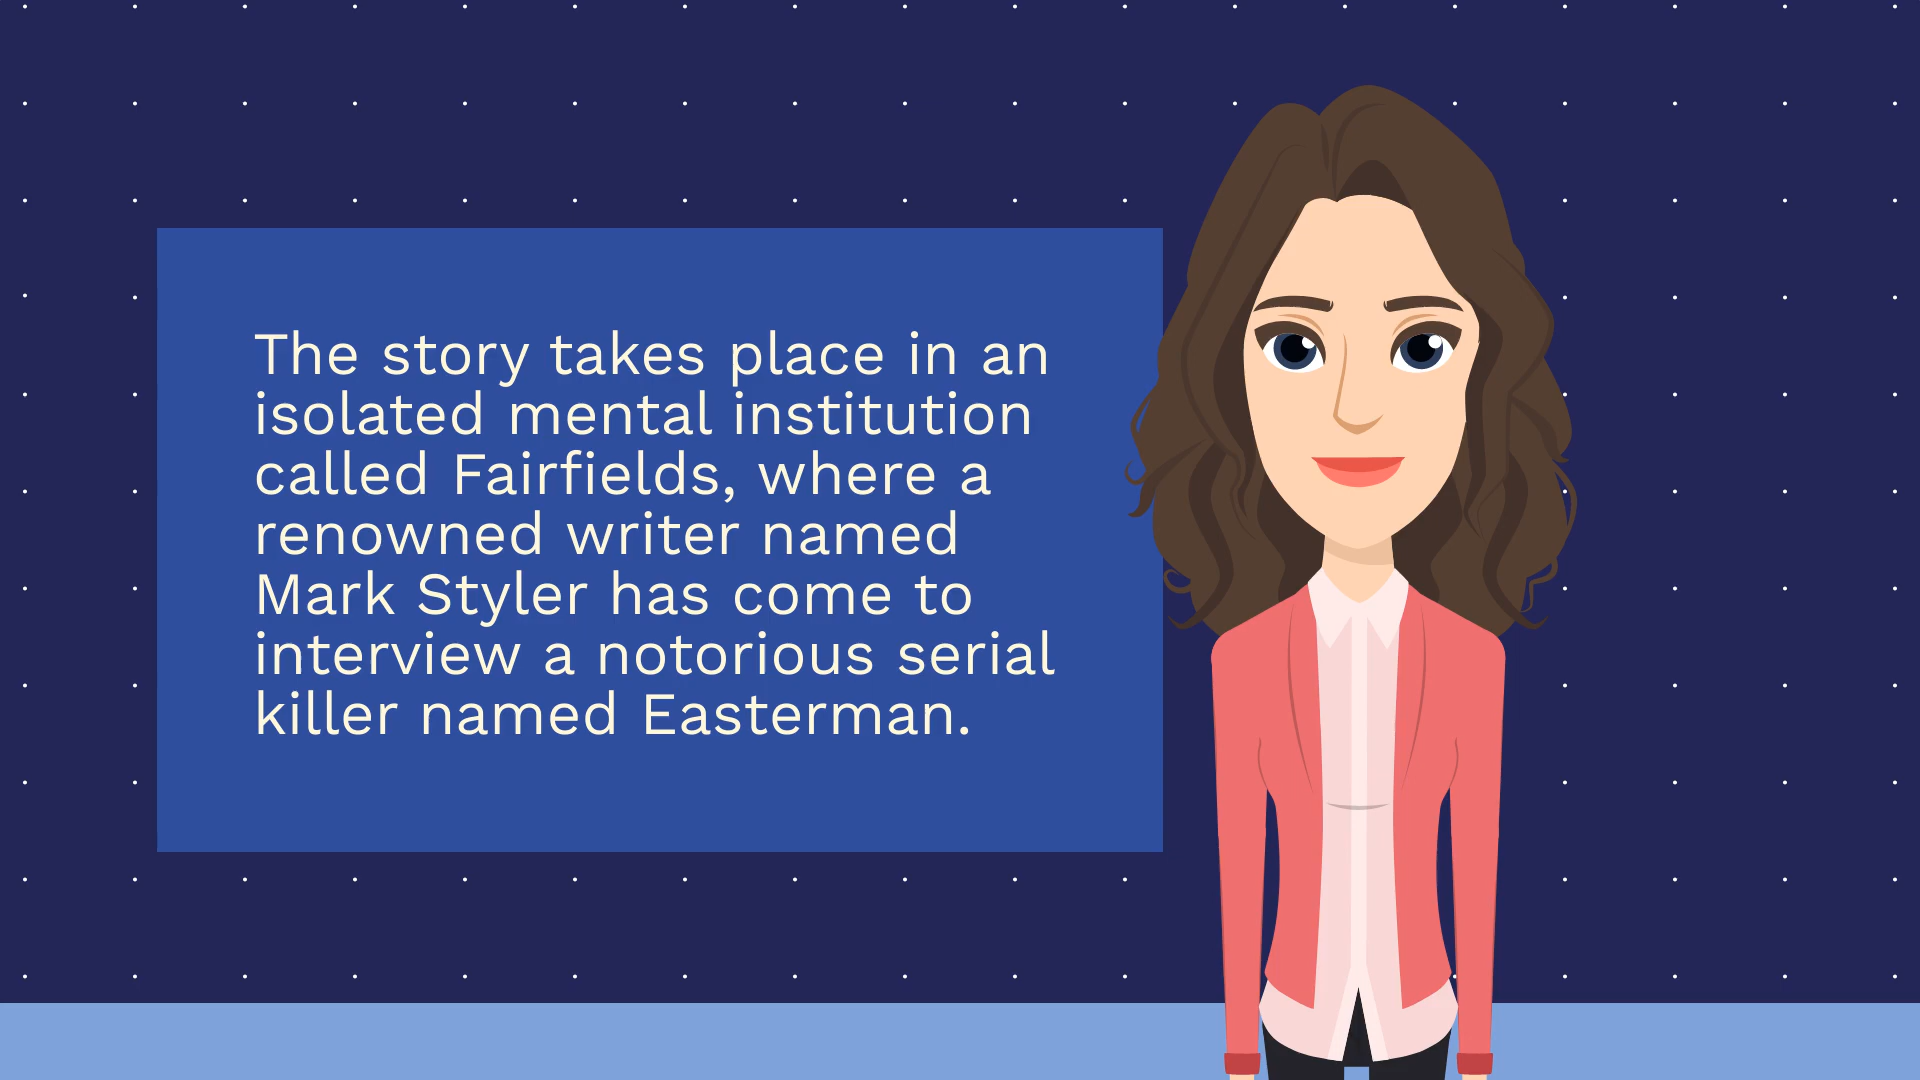 The story takes place in an
isolated mental institution
called Fairfields, where a
renowned writer named
Mark Styler has come to
interview a notorious serial
killer named Easterman.